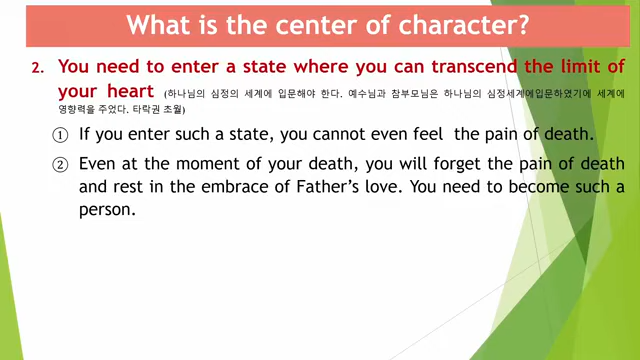 What is the center of character?
2. You need to enter a state where you can transcend the limit of
your heart (하나님의 심정의 세계에 입문해야 한다. 예수님과 참부모님은 하나님의 심정세계에입문하였기에 세계에
영향력을 주었다. 타락권 초월)
① If you enter such a state, you cannot even feel the pain of death.
② Even at the moment of your death, you will forget the pain of death
and rest in the embrace of Father's love. You need to become such a
person.